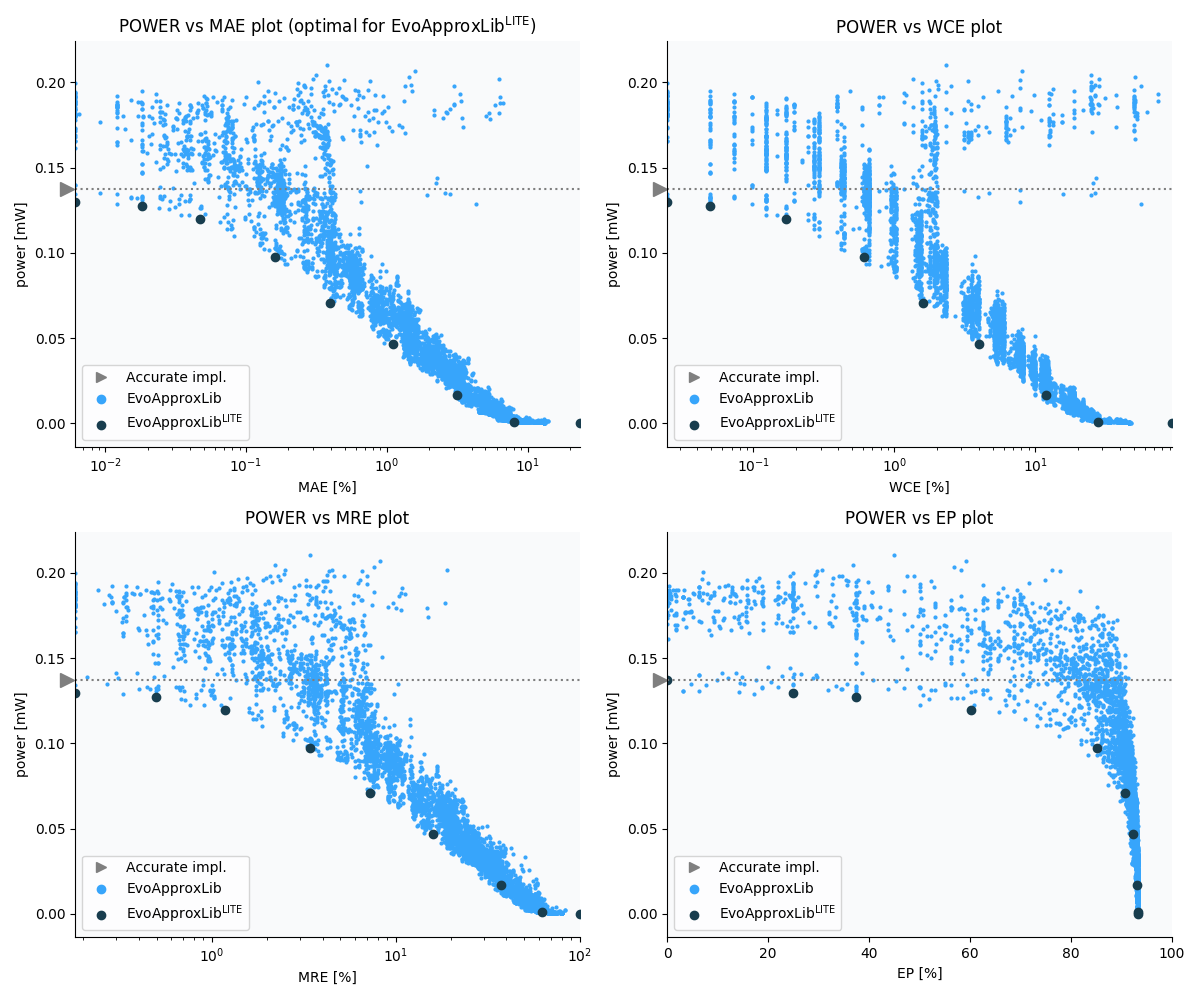 POWER vs MAE plot (optimal for EvoApproxLib^LITE)
power [mW]
0.20
0.15
0.10
0.05
0.00
Accurate impl.
EvoApproxLib
EvoApproxLib^LITE
10^-2 10^-1 10^0 10^1
MAE [%]
POWER vs WCE plot
power [mW]
0.20
0.15
0.10
0.05
0.00
Accurate impl.
EvoApproxLib
EvoApproxLib^LITE
10^-1 10^0 10^1
WCE [%]
POWER vs MRE plot
power [mW]
0.20
0.15
0.10
0.05
0.00
Accurate impl.
EvoApproxLib
EvoApproxLib^LITE
10^0 10^1 10^2
MRE [%]
POWER vs EP plot
power [mW]
0.20
0.15
0.10
0.05
0.00
Accurate impl.
EvoApproxLib
EvoApproxLib^LITE
0 20 40 60 80 100
EP [%]